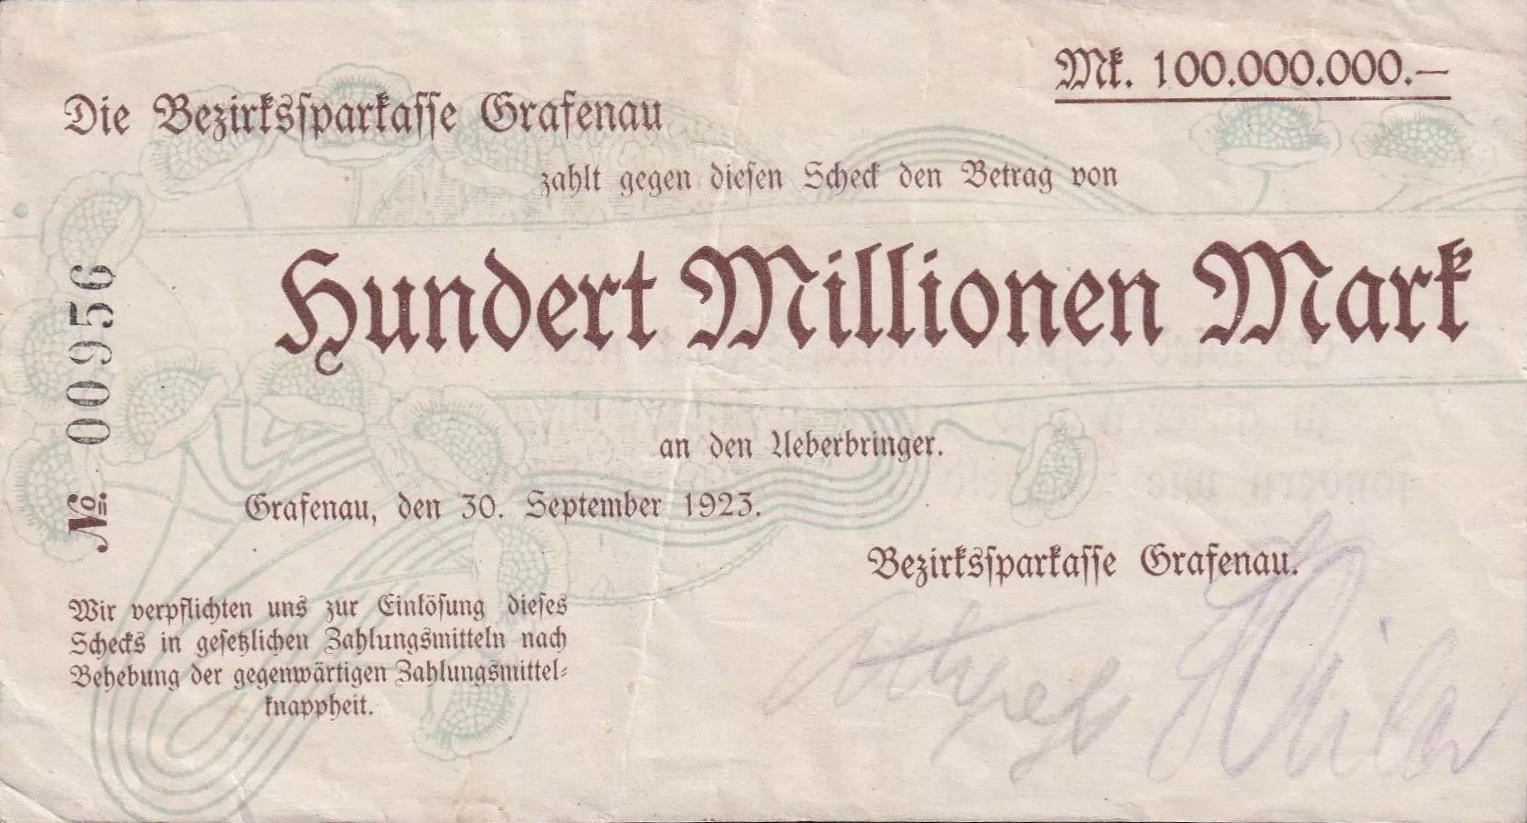 Mk. 100.000.000.—
Die Bezirkssparkasse Grafenau
zahlt gegen diesen Scheck den Betrag von
Hundert Millionen Mark
an den Ueberbringer.
Grafenau, den 30. September 1923.
Bezirkssparkasse Grafenau.
Wir verpflichten uns zur Einlösung dieses
Schecks in gesetzlichen Zahlungsmitteln nach
Behebung der gegenwärtigen Zahlungsmittel-
knappheit.
No. 00956